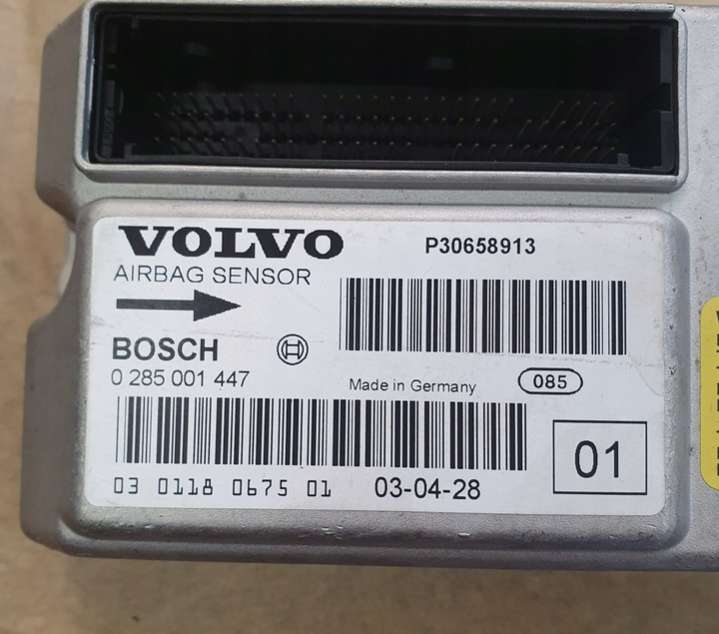 VOLVO P30658913
AIRBAG SENSOR
BOSCH
0 285 001 447 Made in Germany 085
03 0118 0675 01 03-04-28 01